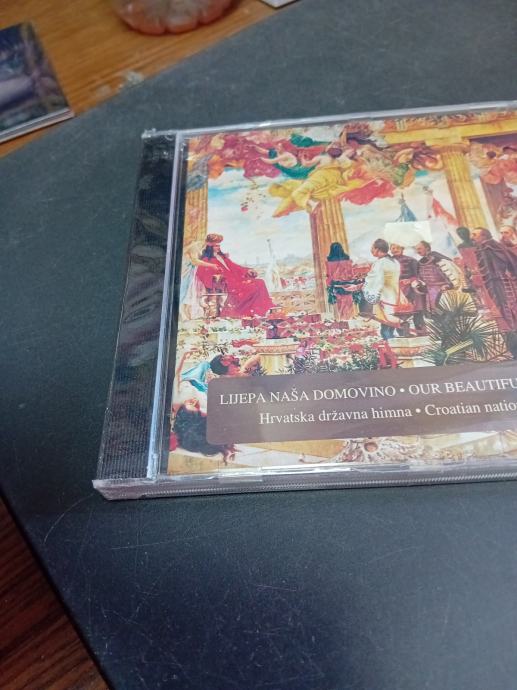 LIJEPA NAŠA DOMOVINO • OUR BEAUTIFU
Hrvatska državna himna • Croatian natio